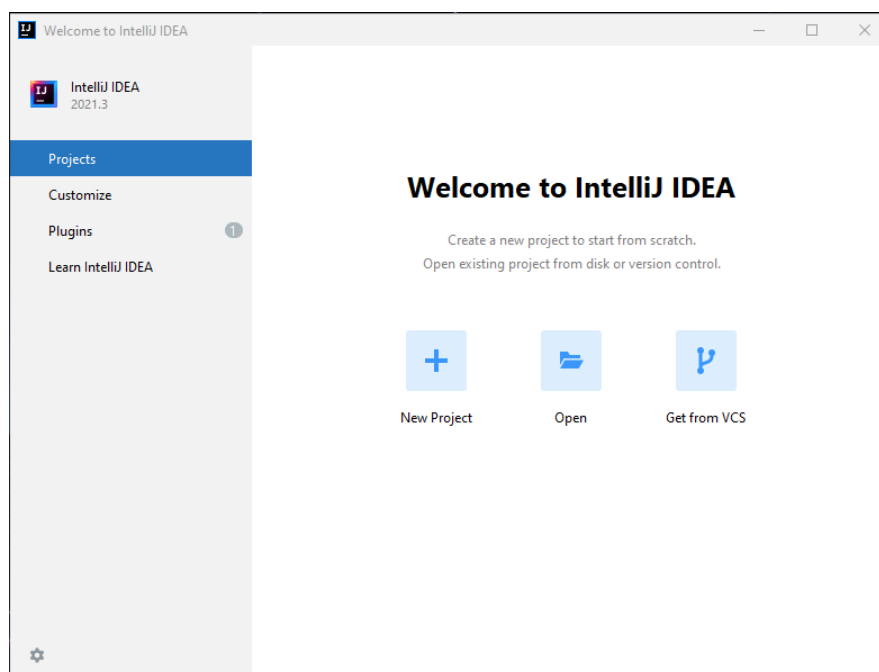 Welcome to IntelliJ IDEA
IJ
IntelliJ IDEA
2021.3
Projects
Customize
Plugins 1
Learn IntelliJ IDEA
Welcome to IntelliJ IDEA
Create a new project to start from scratch.
Open existing project from disk or version control.
New Project Open Get from VCS